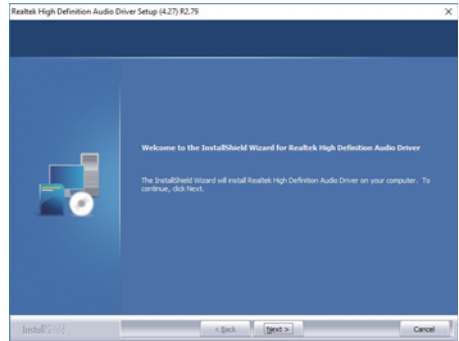 Realtek High Definition Audio Driver Setup (4.27) R2.79
Welcome to the InstallShield Wizard for Realtek High Definition Audio Driver
The InstallShield Wizard will install Realtek High Definition Audio Driver on your computer. To
continue, click Next.
InstallShield
< Back Next > Cancel